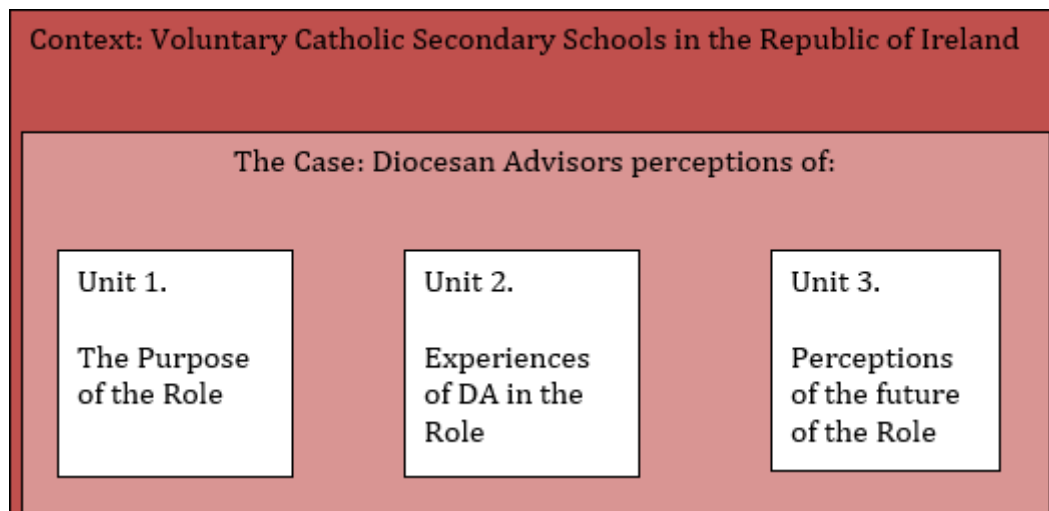 Context: Voluntary Catholic Secondary Schools in the Republic of Ireland
The Case: Diocesan Advisors perceptions of:
Unit 1.
The Purpose
of the Role
Unit 2.
Experiences
of DA in the
Role
Unit 3.
Perceptions
of the future
of the Role